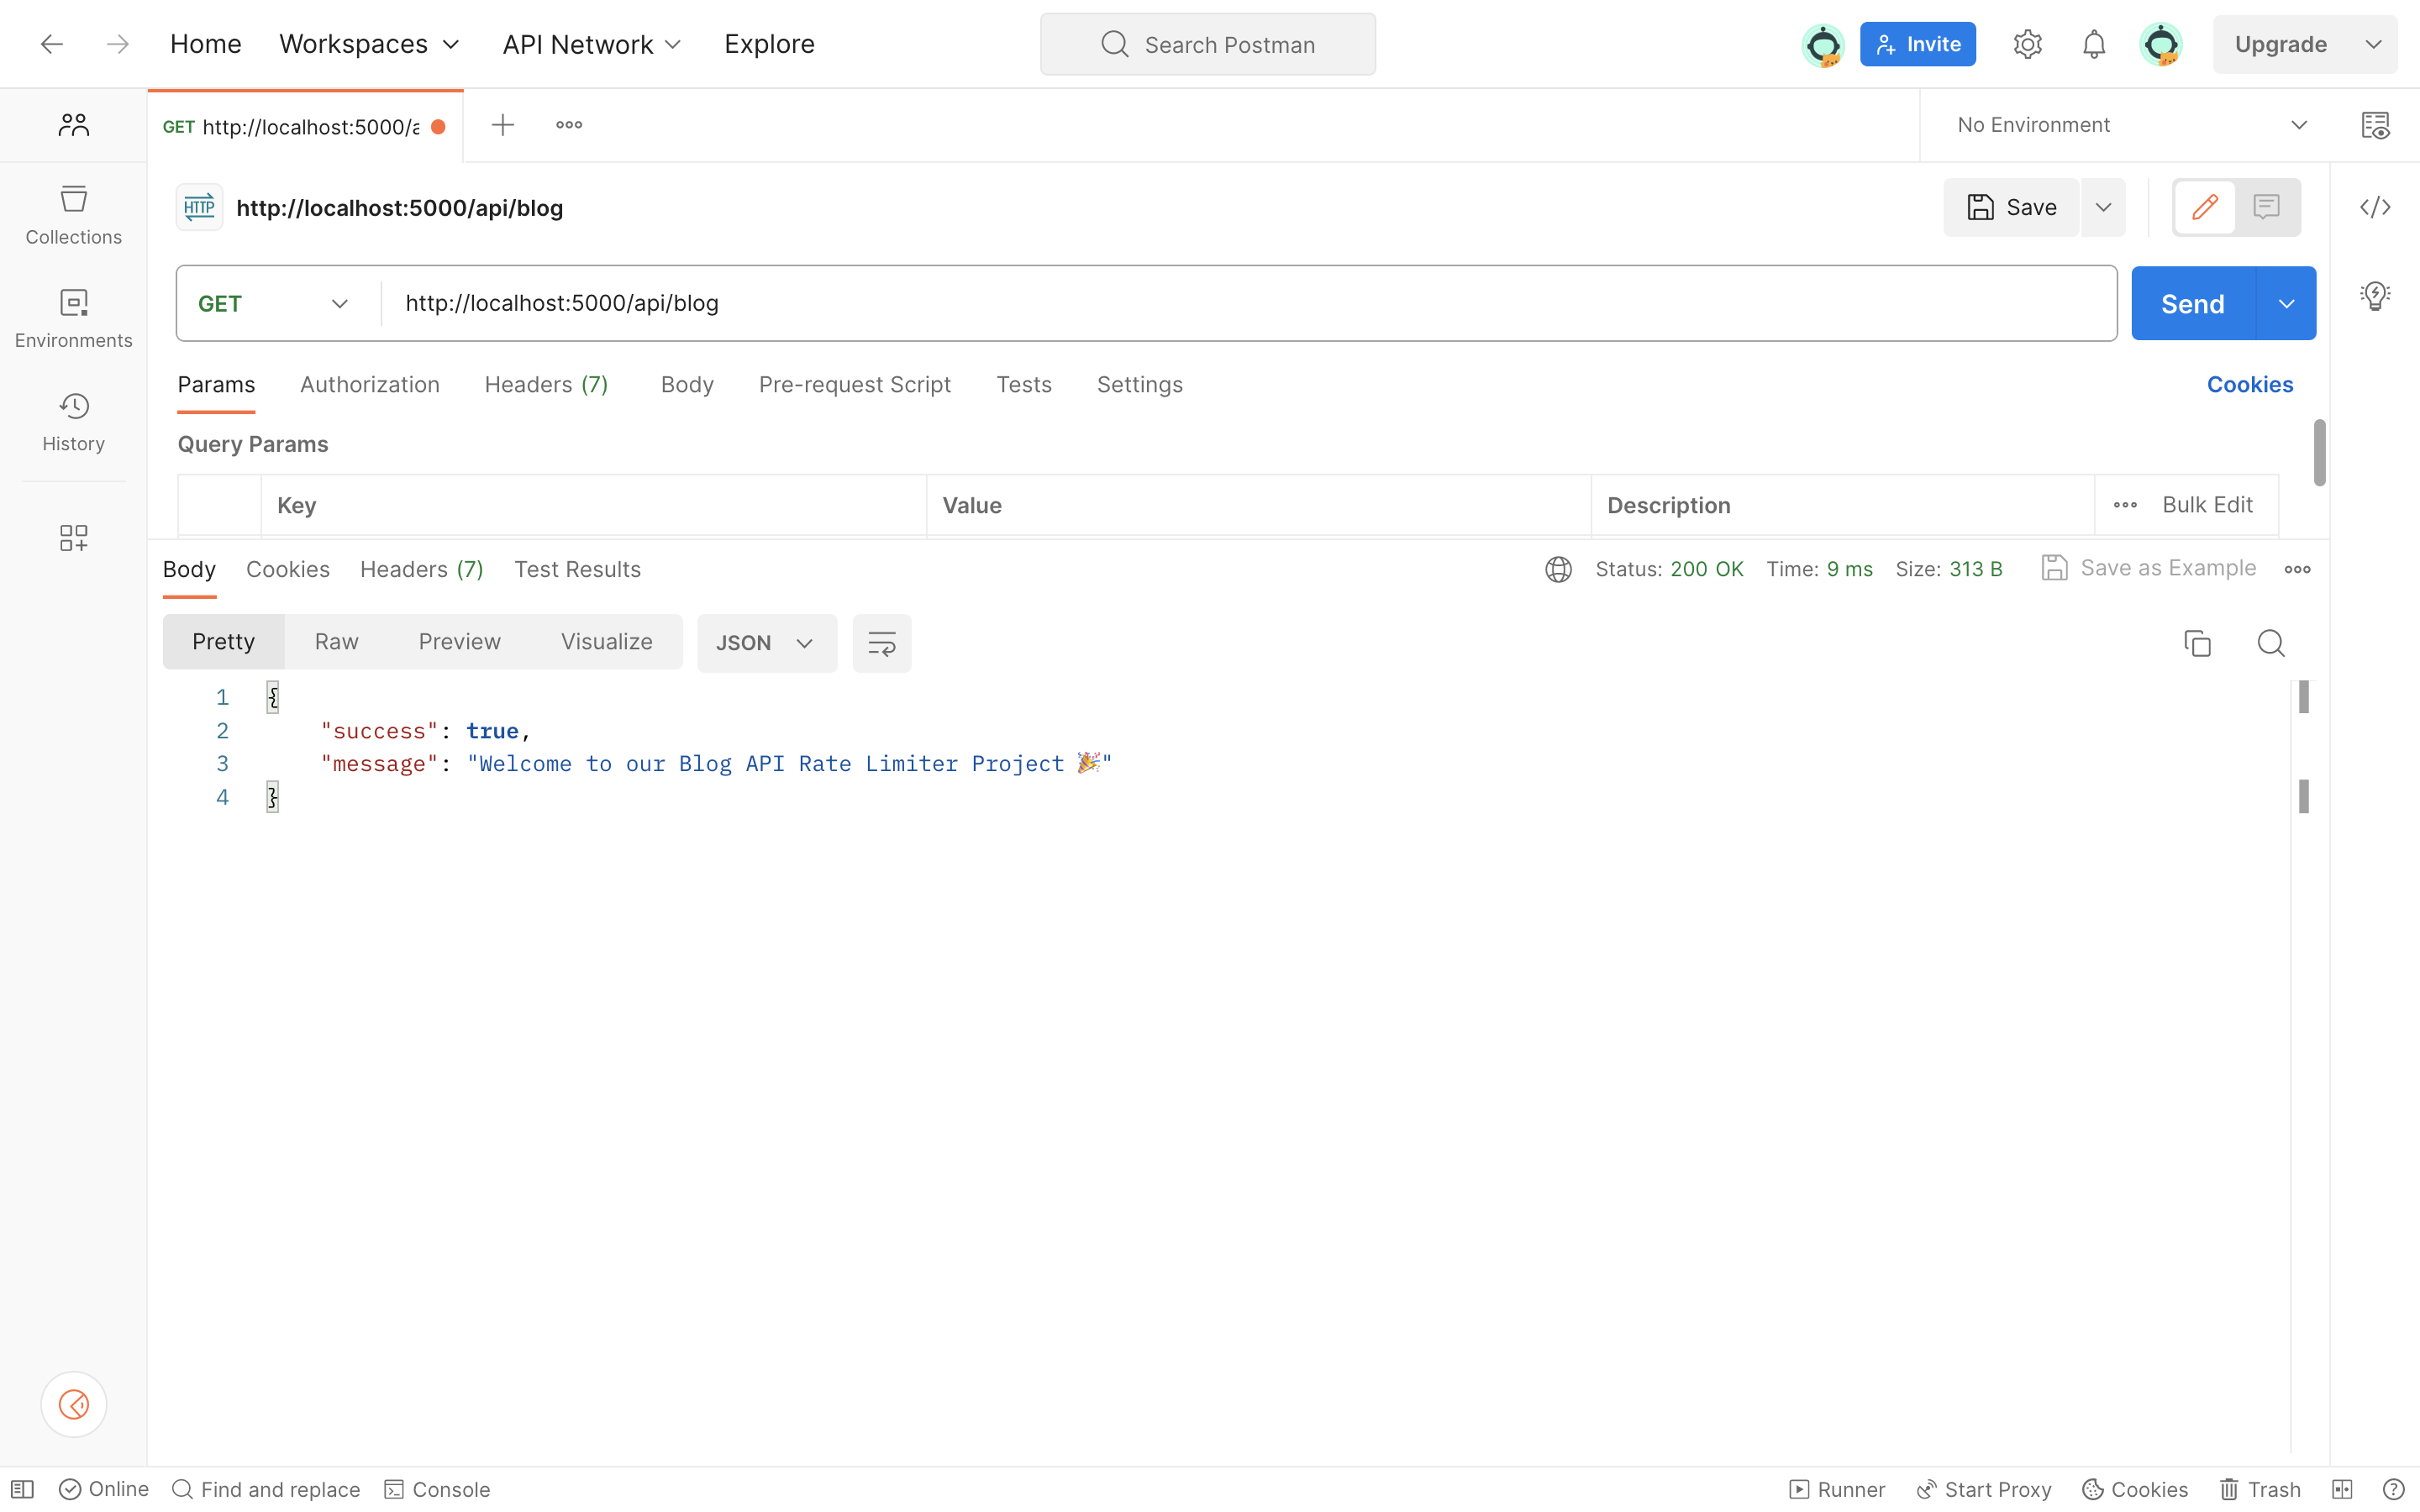 Home Workspaces API Network Explore Search Postman Invite Upgrade
GET http://localhost:5000/a No Environment
HTTP http://localhost:5000/api/blog Save
GET http://localhost:5000/api/blog Send
Collections
Environments
History
Params Authorization Headers (7) Body Pre-request Script Tests Settings Cookies
Query Params
Key Value Description Bulk Edit
Body Cookies Headers (7) Test Results Status: 200 OK Time: 9 ms Size: 313 B Save as Example
Pretty Raw Preview Visualize JSON
1 {
2 "success": true,
3 "message": "Welcome to our Blog API Rate Limiter Project 🎉"
4 }
Online Find and replace Console Runner Start Proxy Cookies Trash